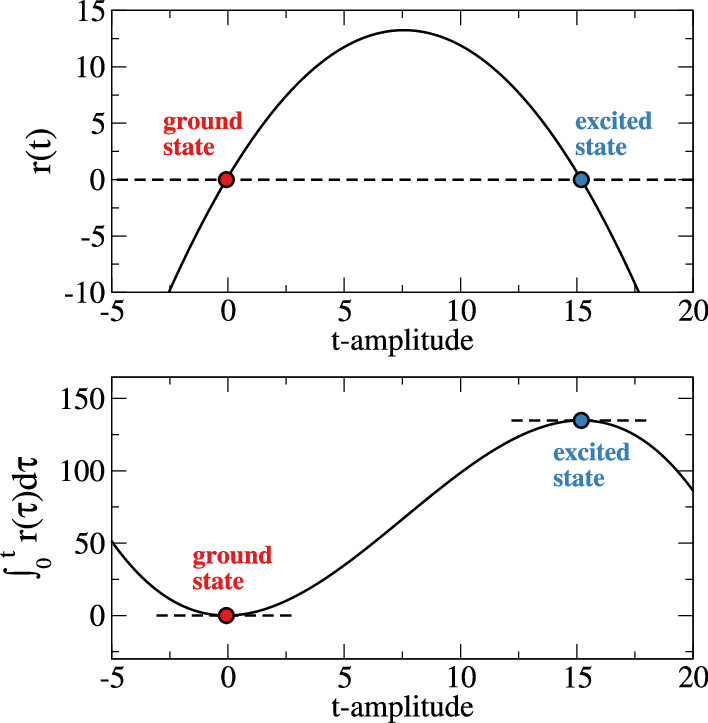 15
10
5
0
-5
-10
r(t)
ground
state
excited
state
-5 0 5 10 15 20
t-amplitude
150
100
50
0
∫₀ᵗ r(τ)dτ
excited
state
ground
state
-5 0 5 10 15 20
t-amplitude